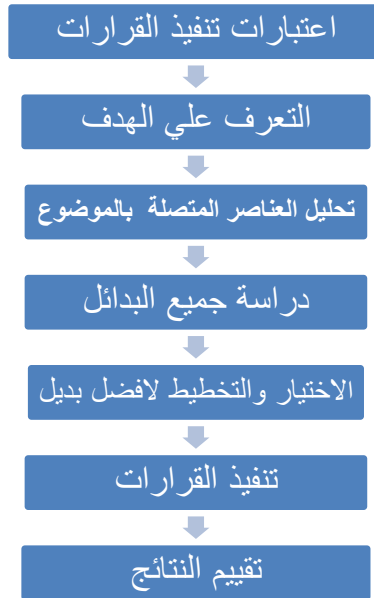 اعتبارات تنفيذ القرارات
التعرف علي الهدف
تحليل العناصر المتصلة بالموضوع
دراسة جميع البدائل
الاختيار والتخطيط لافضل بديل
تنفيذ القرارات
تقييم النتائج